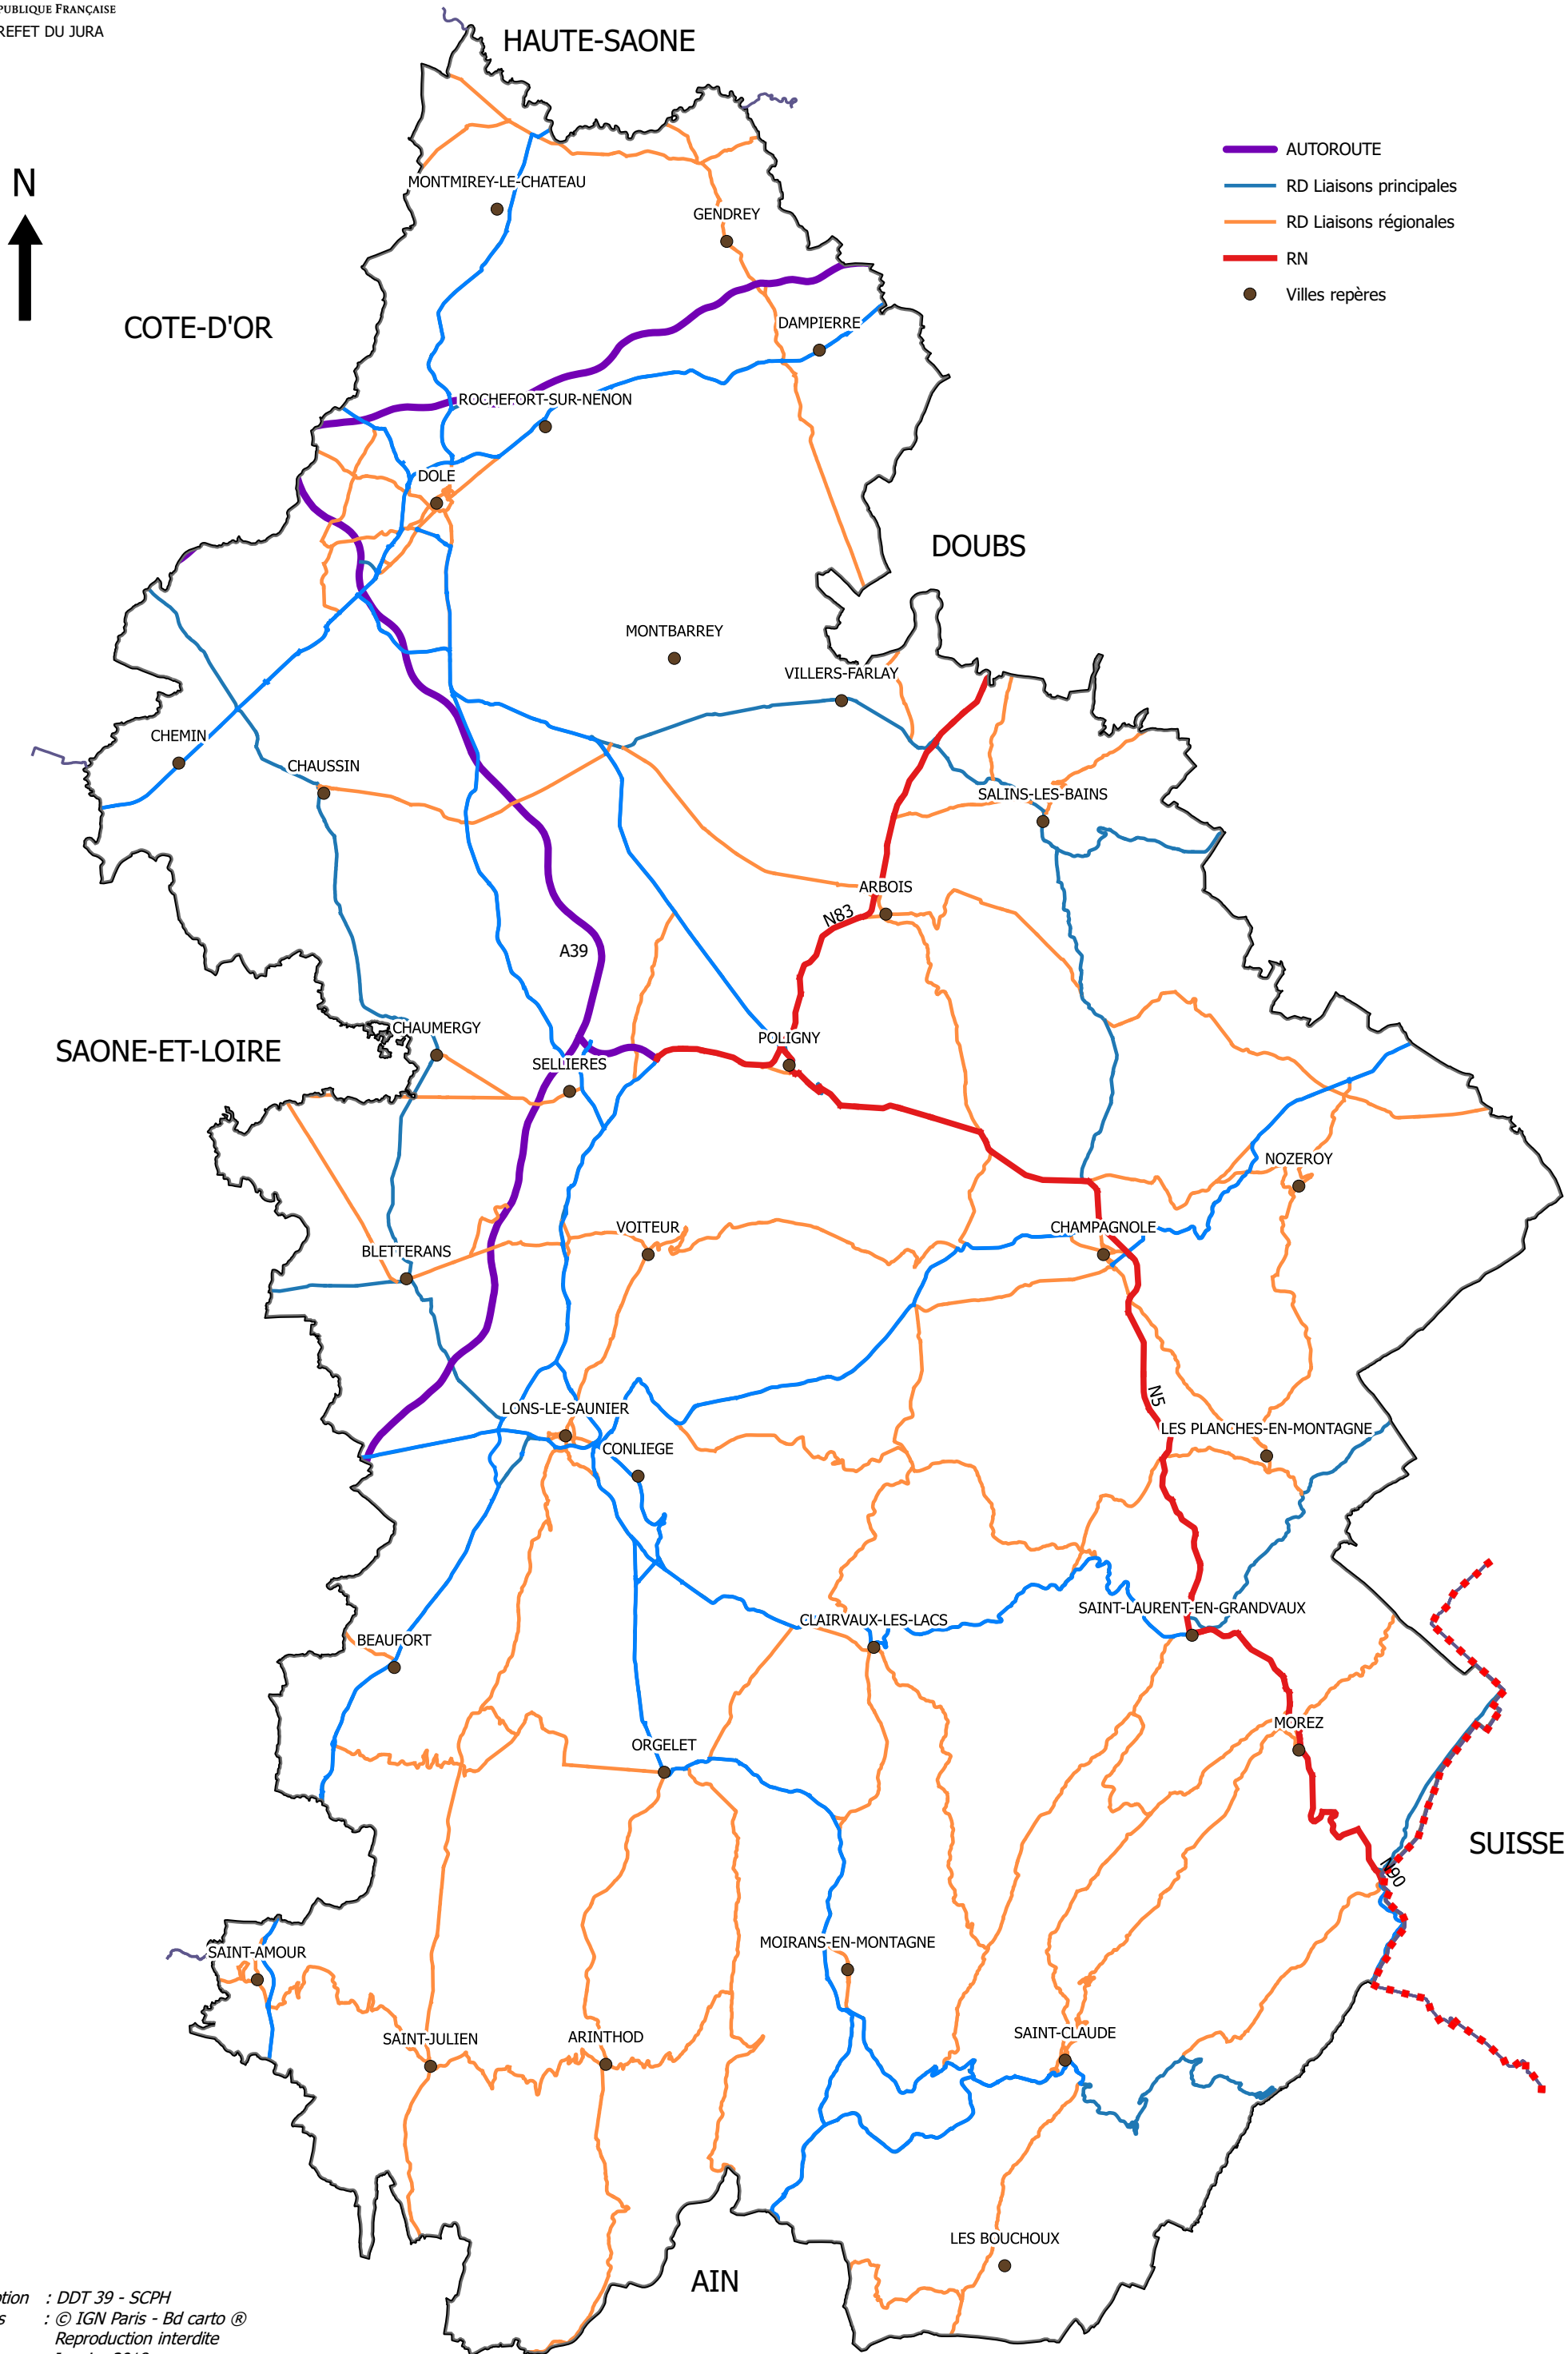 PUBLIQUE FRANÇAISE
REFET DU JURA
HAUTE-SAONE
N
AUTOROUTE
RD Liaisons principales
RD Liaisons régionales
RN
Villes repères
MONTMIREY-LE-CHATEAU
GENDREY
COTE-D'OR
DAMPIERRE
ROCHEFORT-SUR-NENON
DOLE
DOUBS
MONTBARREY
VILLERS-FARLAY
CHEMIN
CHAUSSIN
SALINS-LES-BAINS
ARBOIS
N83
A39
CHAUMERGY
POLIGNY
SAONE-ET-LOIRE
SELLIERES
NOZEROY
VOITEUR
CHAMPAGNOLE
BLETTERANS
N5
LONS-LE-SAUNIER
LES PLANCHES-EN-MONTAGNE
CONLIEGE
SAINT-LAURENT-EN-GRANDVAUX
CLAIRVAUX-LES-LACS
BEAUFORT
MOREZ
ORGELET
SUISSE
N90
MOIRANS-EN-MONTAGNE
SAINT-AMOUR
SAINT-CLAUDE
SAINT-JULIEN
ARINTHOD
LES BOUCHOUX
AIN
ption : DDT 39 - SCPH
s : © IGN Paris - Bd carto ®
Reproduction interdite